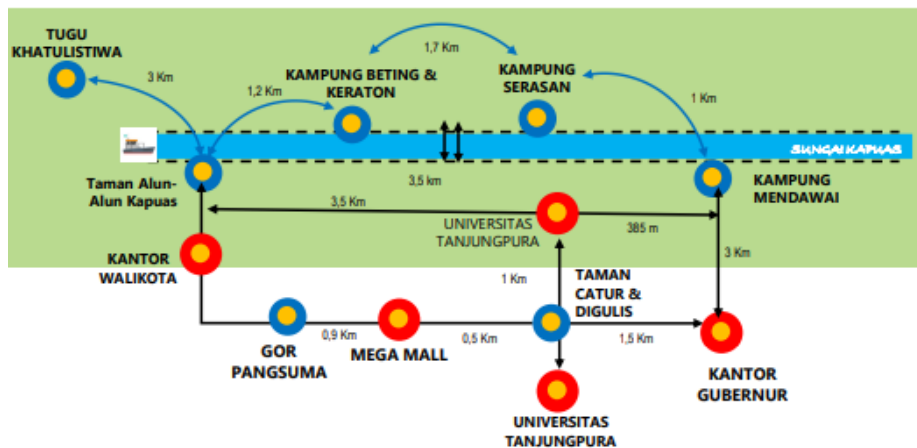 TUGU
KHATULISTIWA
3 Km
1,2 Km
KAMPUNG BETING &
KERATON
1,7 Km
KAMPUNG
SERASAN
1 Km
SUNGAI KAPUAS
Taman Alun-
Alun Kapuas
3,5 km
KAMPUNG
MENDAWAI
3,5 Km
UNIVERSITAS
TANJUNGPURA
385 m
KANTOR
WALIKOTA
1 Km
TAMAN
CATUR &
DIGULIS
3 Km
GOR
PANGSUMA
0,9 Km
MEGA MALL
0,5 Km
1,5 Km
KANTOR
GUBERNUR
UNIVERSITAS
TANJUNGPURA